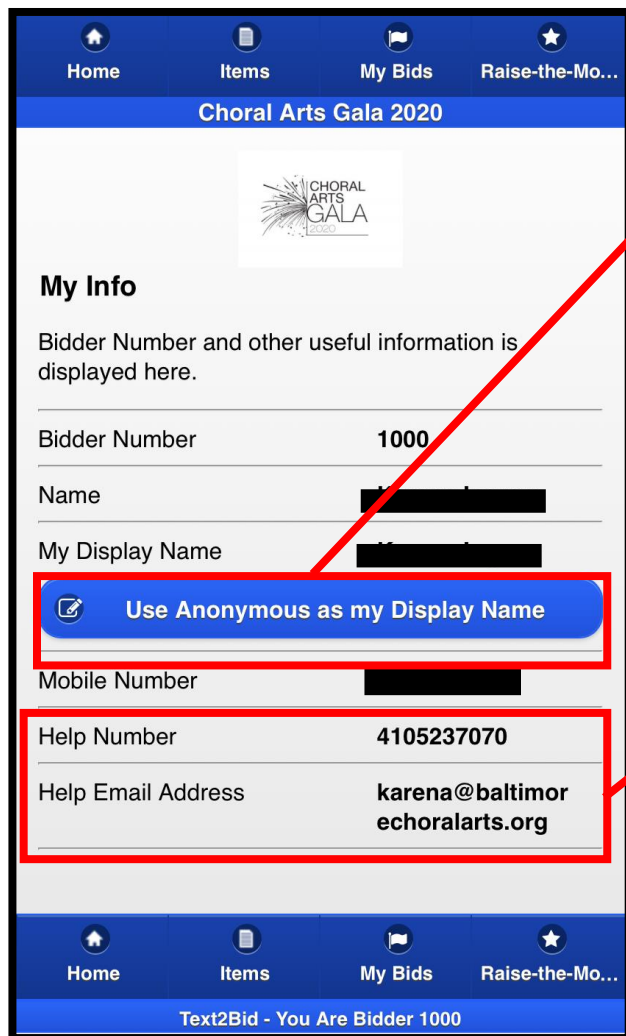 Home Items My Bids Raise-the-Mo...
Choral Arts Gala 2020
CHORAL
ARTS
GALA
2020
My Info
Bidder Number and other useful information is
displayed here.
Bidder Number 1000
Name
My Display Name
Use Anonymous as my Display Name
Mobile Number
Help Number 4105237070
Help Email Address karena@baltimor
echoralarts.org
Home Items My Bids Raise-the-Mo...
Text2Bid - You Are Bidder 1000